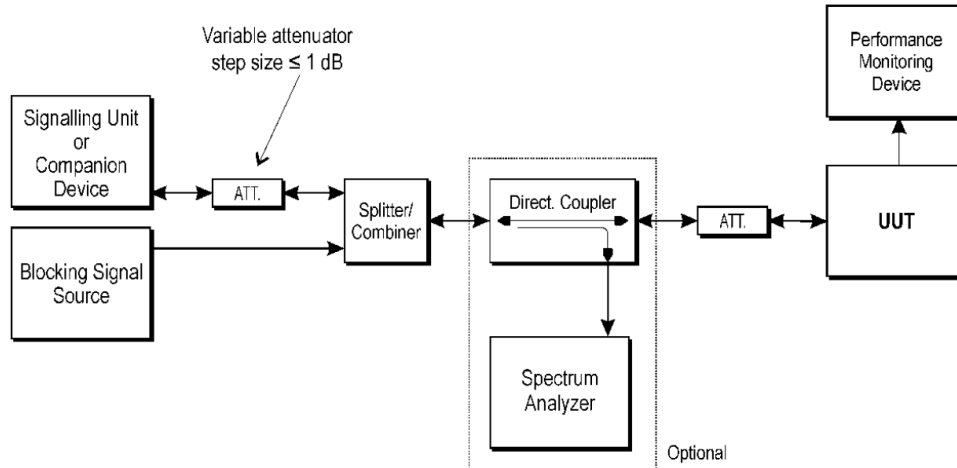 Variable attenuator
step size ≤ 1 dB
Performance
Monitoring
Device
Signalling Unit
or
Companion
Device
ATT.
Splitter/
Combiner
Direct. Coupler
ATT.
UUT
Blocking Signal
Source
Spectrum
Analyzer
Optional